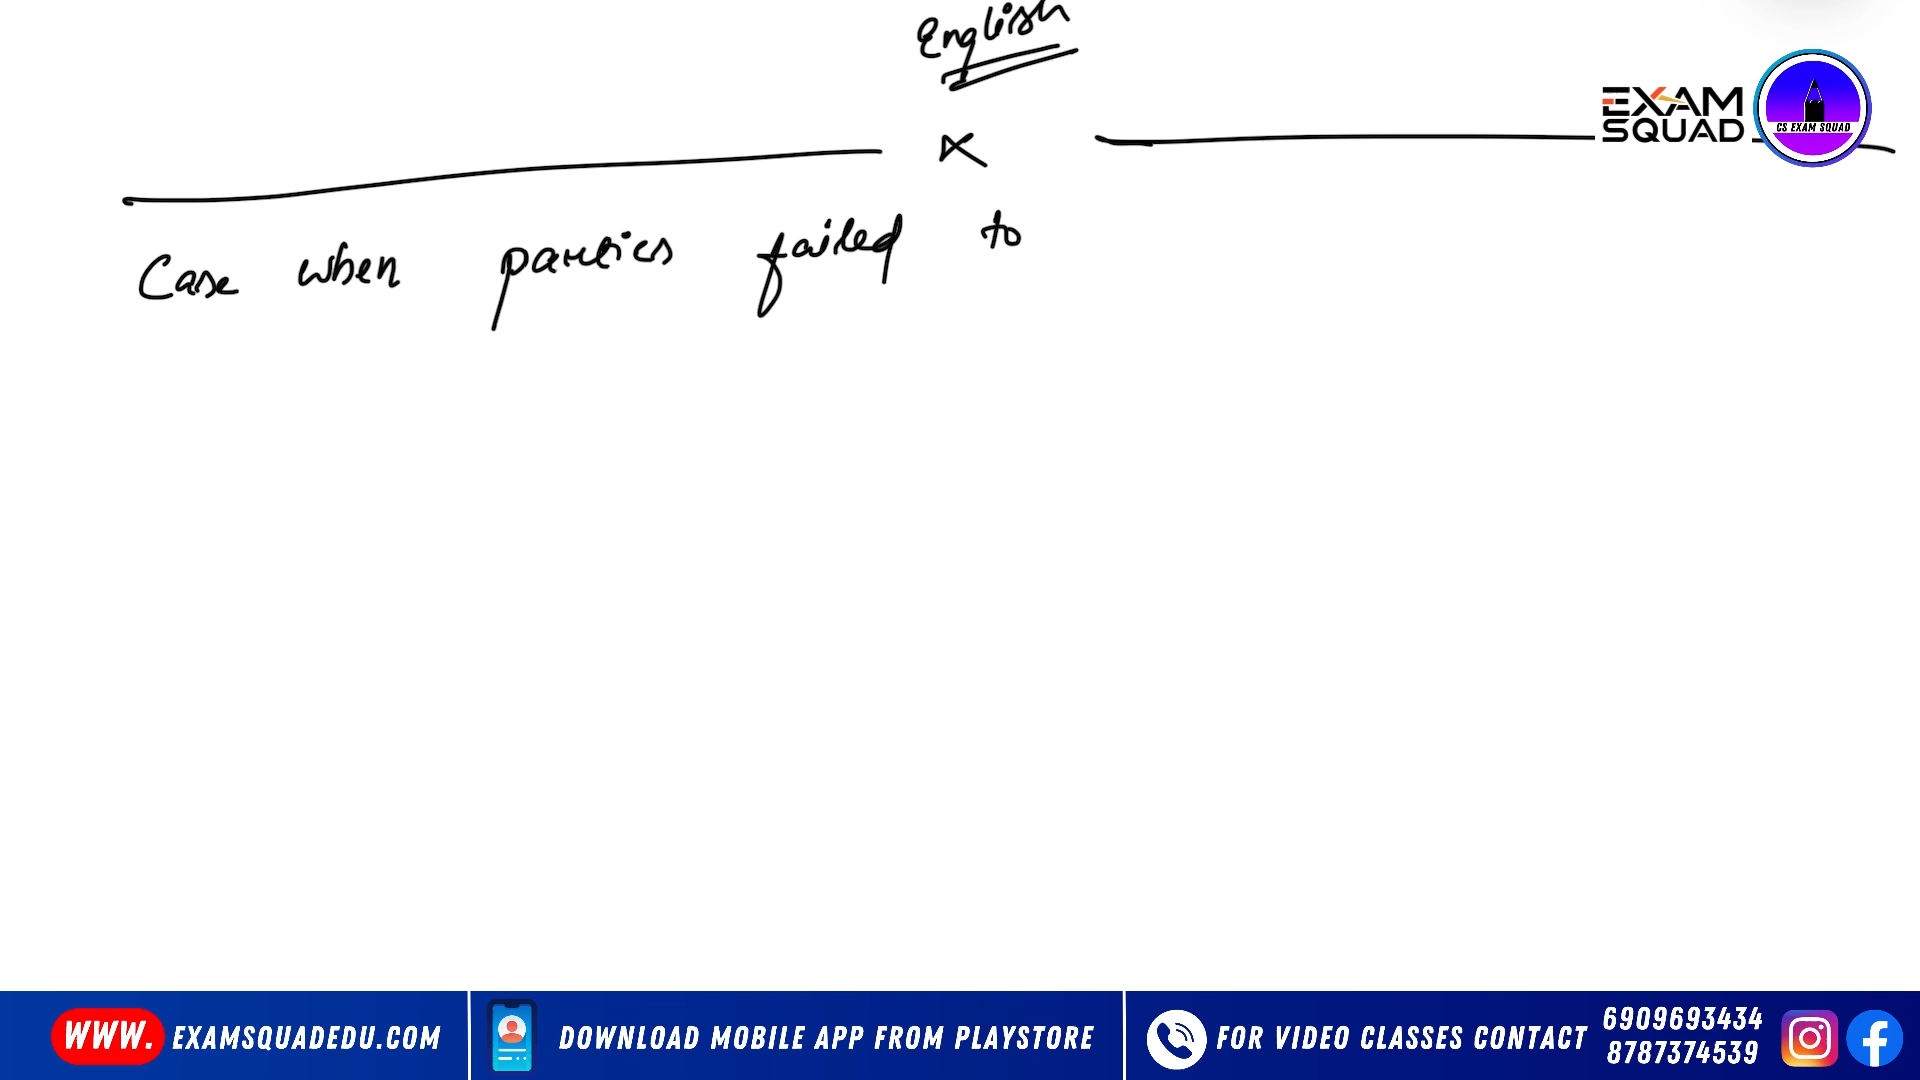 English
EXAM
SQUAD
CS EXAM SQUAD
x
Case when parties failed to
WWW. EXAMSQUADEDU.COM
DOWNLOAD MOBILE APP FROM PLAYSTORE
FOR VIDEO CLASSES CONTACT
6909693434
8787374539